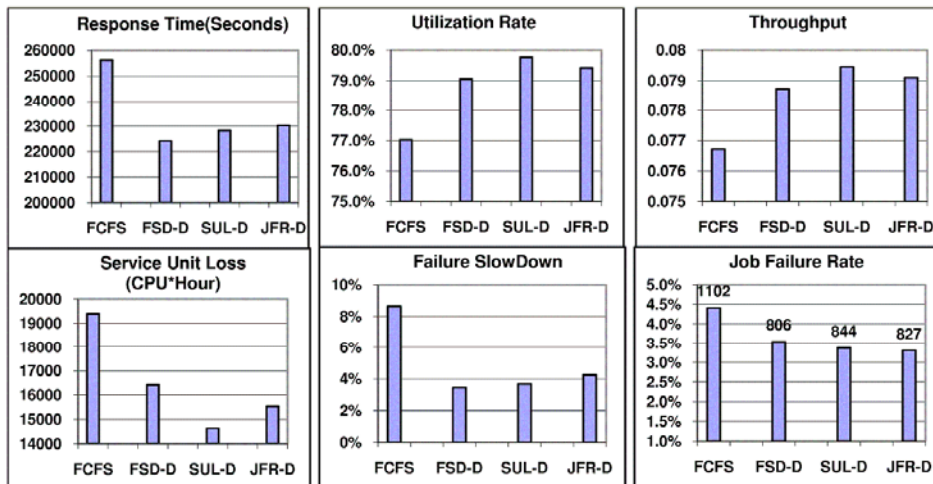 Response Time(Seconds)
260000
250000
240000
230000
220000
210000
200000
FCFS FSD-D SUL-D JFR-D
Utilization Rate
80.0%
79.0%
78.0%
77.0%
76.0%
75.0%
FCFS FSD-D SUL-D JFR-D
Throughput
0.08
0.079
0.078
0.077
0.076
0.075
FCFS FSD-D SUL-D JFR-D
Service Unit Loss
(CPU*Hour)
20000
19000
18000
17000
16000
15000
14000
FCFS FSD-D SUL-D JFR-D
Failure SlowDown
10%
8%
6%
4%
2%
0%
FCFS FSD-D SUL-D JFR-D
Job Failure Rate
5.0%
4.5%
4.0%
3.5%
3.0%
2.5%
2.0%
1.5%
1.0%
1102 806 844 827
FCFS FSD-D SUL-D JFR-D